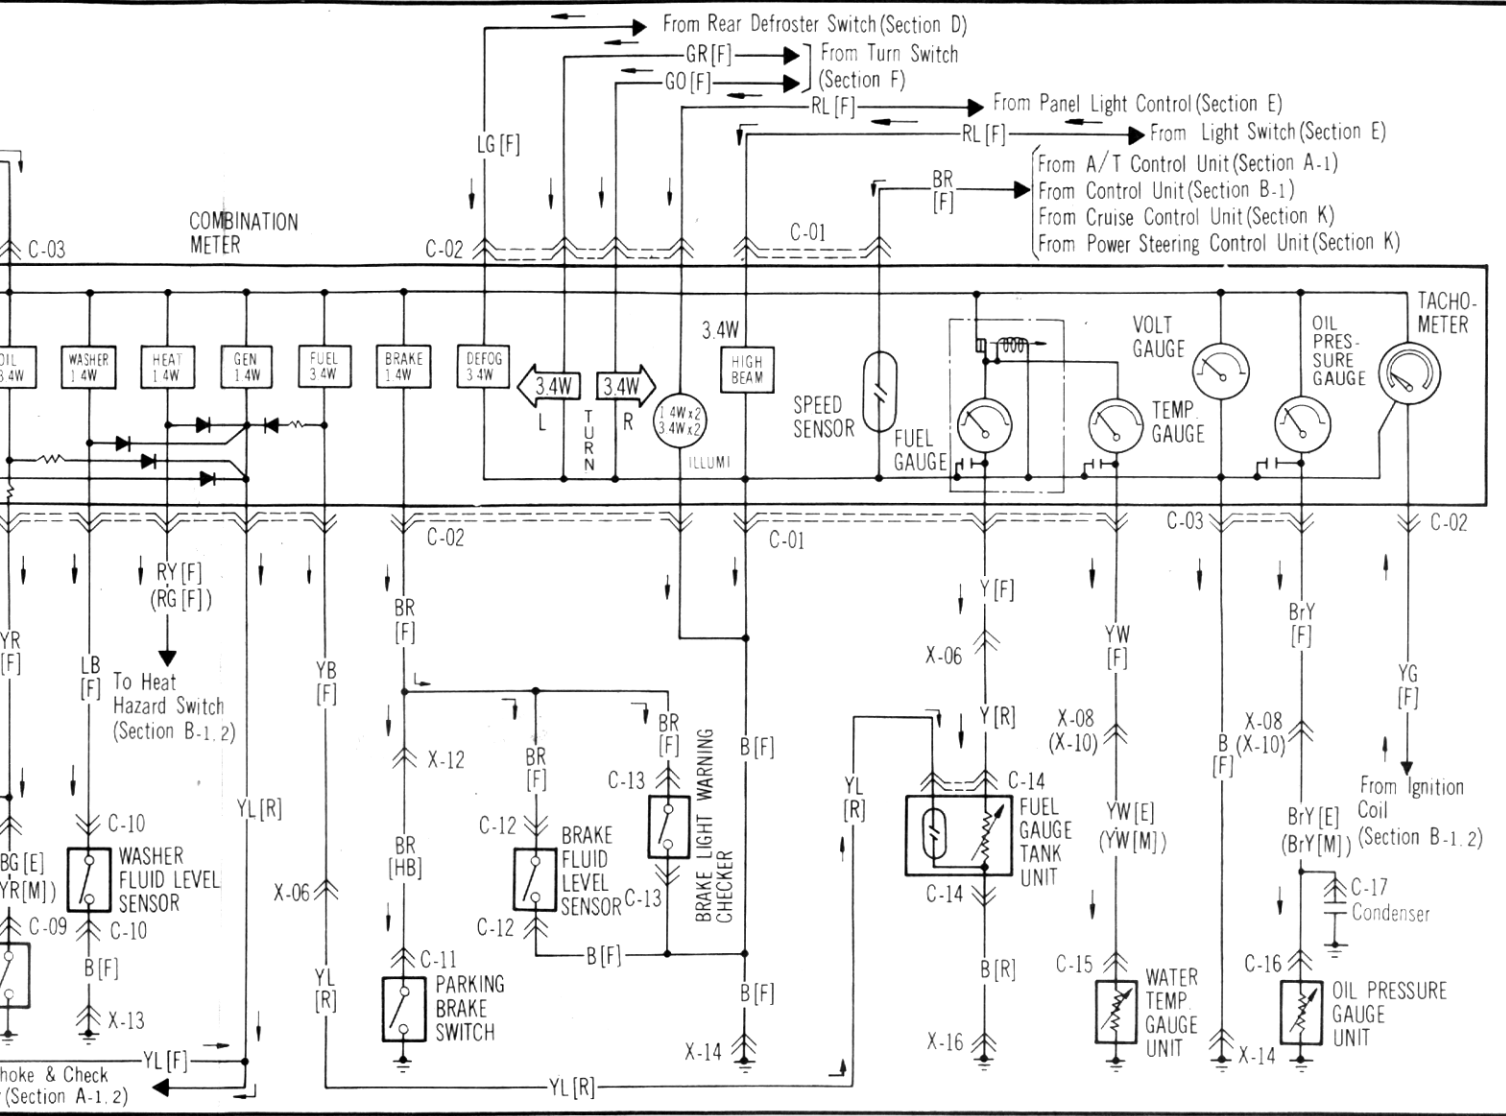 From Rear Defroster Switch(Section D)
GR[F]
From Turn Switch
GO[F]
(Section F)
RL[F]
From Panel Light Control(Section E)
RL[F]
From Light Switch(Section E)
LG[F]
From A/T Control Unit(Section A-1)
BR
[F]
From Control Unit(Section B-1)
From Cruise Control Unit(Section K)
From Power Steering Control Unit(Section K)
COMBINATION
METER
C-03
C-02
C-01
OIL
3.4W
WASHER
1.4W
HEAT
1.4W
GEN
1.4W
FUEL
3.4W
BRAKE
1.4W
DEFOG
3.4W
3.4W
L
TURN
3.4W
R
1.4Wx2
3.4Wx2
ILLUMI
3.4W
HIGH
BEAM
SPEED
SENSOR
FUEL
GAUGE
TEMP.
GAUGE
VOLT
GAUGE
OIL
PRES-
SURE
GAUGE
TACHO-
METER
C-02
C-01
C-03
C-02
YR
[F]
LB
[F]
RY[F]
(RG[F])
To Heat
Hazard Switch
(Section B-1.2)
YB
[F]
BR
[F]
Y[F]
X-06
Y[R]
YW
[F]
X-08
(X-10)
BrY
[F]
X-08
(X-10)
YG
[F]
B
[F]
From Ignition
Coil
(Section B-1.2)
X-12
BR
[F]
BR
[F]
B[F]
YL
[R]
C-14
FUEL
GAUGE
TANK
UNIT
C-14
YL[R]
C-10
WASHER
FLUID LEVEL
SENSOR
C-10
B[F]
X-13
BG[E]
YR[M])
C-09
X-06
YL
[R]
BR
[HB]
C-11
PARKING
BRAKE
SWITCH
C-12
BRAKE
FLUID
LEVEL
SENSOR
C-12
C-13
C-13
BRAKE LIGHT WARNING
CHECKER
B[F]
B[F]
X-14
B[R]
X-16
YW[E]
(YW[M])
C-15
WATER
TEMP.
GAUGE
UNIT
BrY[E]
(BrY[M])
C-17
Condenser
C-16
OIL PRESSURE
GAUGE
UNIT
X-14
YL[F]
hoke & Check
(Section A-1.2)
YL[R]